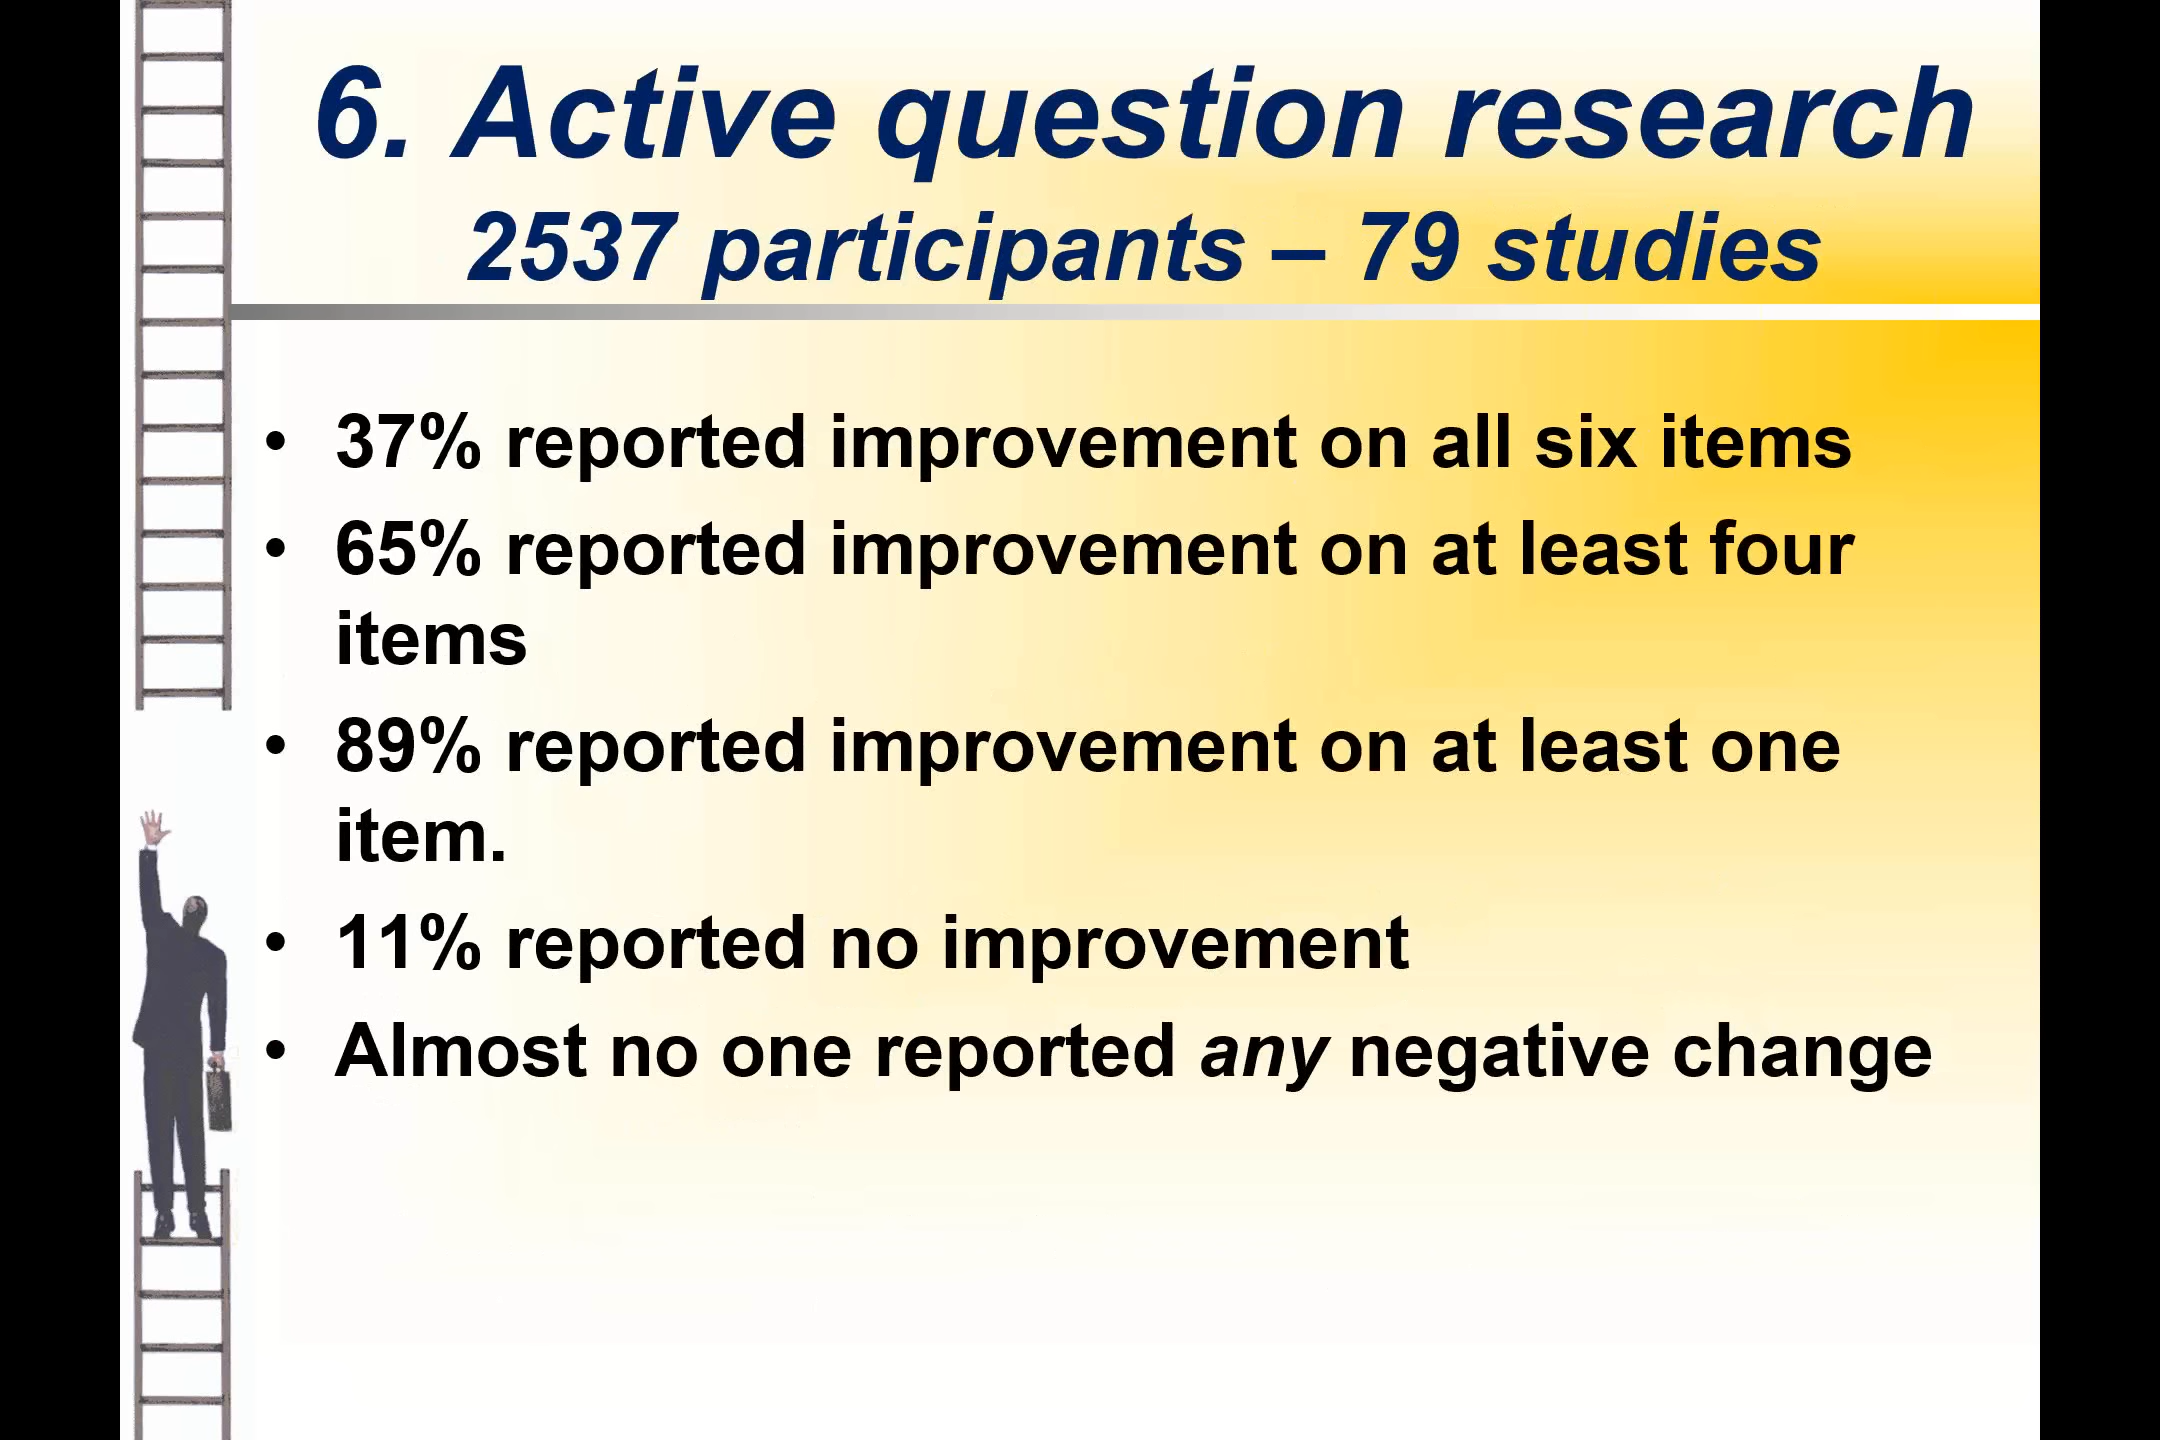 6. Active question research
2537 participants – 79 studies
• 37% reported improvement on all six items
• 65% reported improvement on at least four
items
• 89% reported improvement on at least one
item.
• 11% reported no improvement
• Almost no one reported any negative change